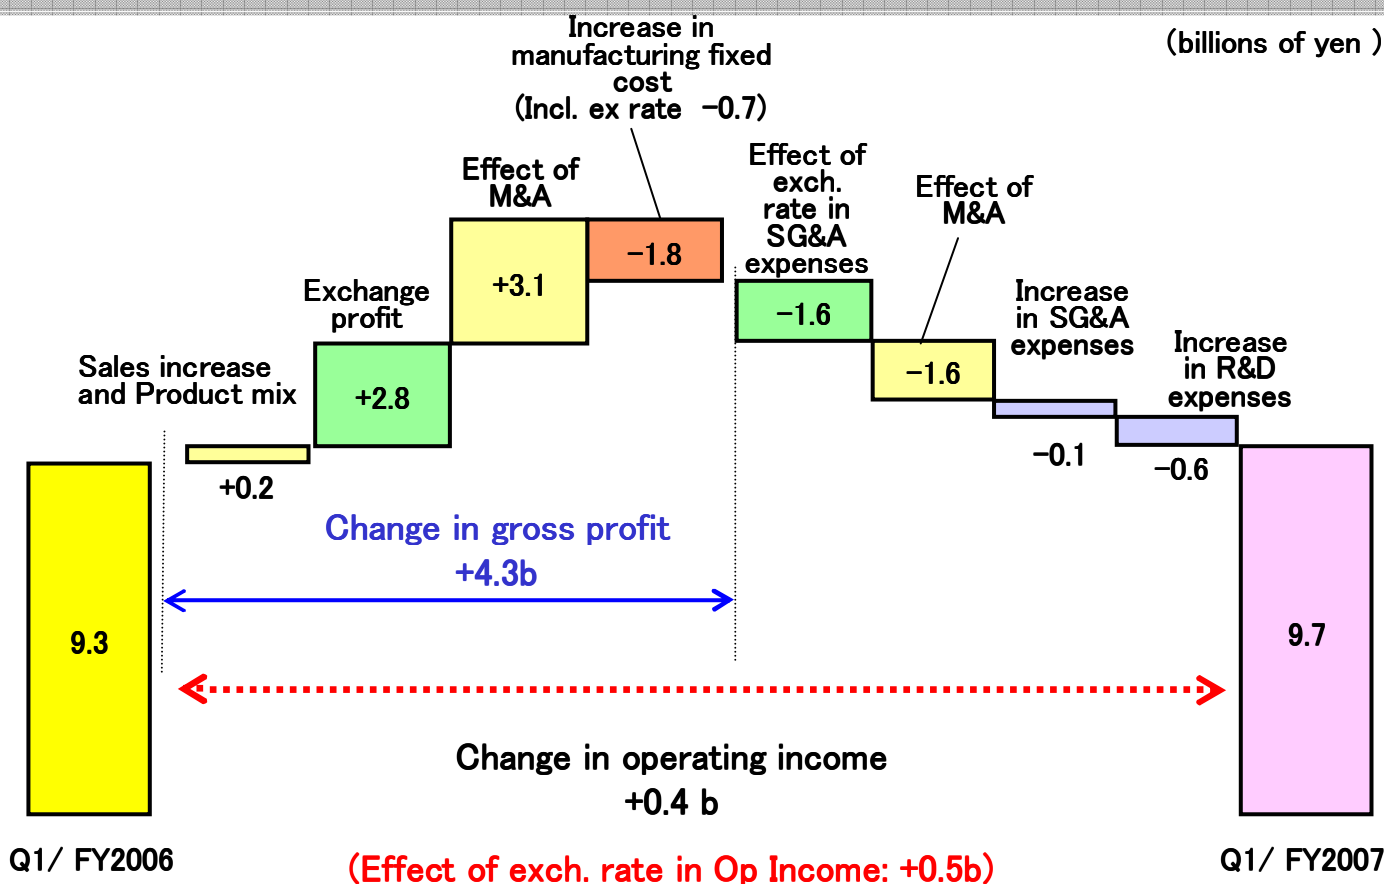 (billions of yen )
Increase in
manufacturing fixed
cost
(Incl. ex rate  −0.7)
Effect of
M&A
Effect of
exch.
rate in
SG&A
expenses
Effect of
M&A
−1.8
+3.1
Exchange
profit
−1.6
Increase
in SG&A
expenses
Increase
in R&D
expenses
Sales increase
and Product mix
+2.8
−1.6
+0.2
−0.1
−0.6
Change in gross profit
+4.3b
9.3
9.7
Change in operating income
+0.4 b
Q1/ FY2006
(Effect of exch. rate in Op Income: +0.5b)
Q1/ FY2007